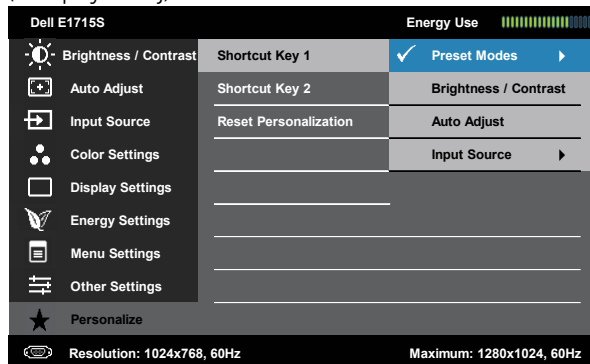 Dell E1715S Energy Use
Brightness / Contrast Shortcut Key 1 Preset Modes
Auto Adjust Shortcut Key 2 Brightness / Contrast
Input Source Reset Personalization Auto Adjust
Color Settings Input Source
Display Settings
Energy Settings
Menu Settings
Other Settings
Personalize
Resolution: 1024x768, 60Hz Maximum: 1280x1024, 60Hz